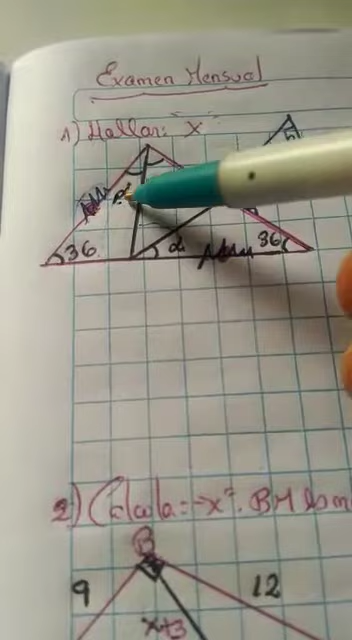 Examen Mensual
1) Hallar: "x"
36 α 36
2) Calcula = x°. BM
B
9 12
x+3